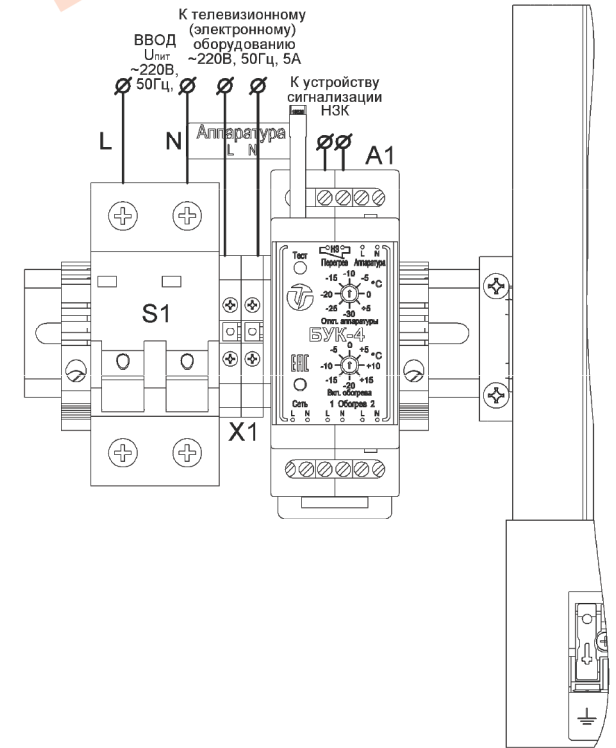 К телевизионному
(электронному)
оборудованию
~220В, 50Гц, 5А
ВВОД
Uпит
~220В,
50Гц,
К устройству
сигнализации
НЗК
L
N
Аппаратура
L N
A1
Тест
HS
L N
Перегрев Аппаратура
-15 -10 -5
-20 0 °С
-25 -30 +5
Откл. аппаратуры
БУК-4
-5 0 +5
-10 +10 °С
-15 -20 +15
Вкл. обогрева
ЕАС
Сеть 1 Обогрев 2
L N L N L N
S1
X1